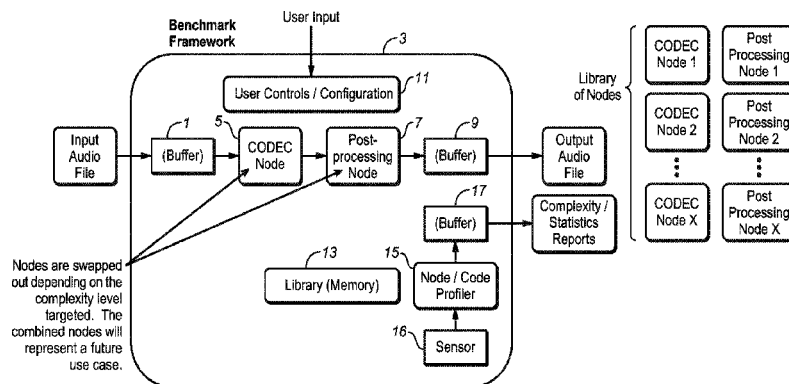 User Input
Benchmark
Framework
3
User Controls / Configuration
11
Input
Audio
File
1
(Buffer)
5
CODEC
Node
7
Post-
processing
Node
9
(Buffer)
Output
Audio
File
17
(Buffer)
Complexity /
Statistics
Reports
13
Library (Memory)
15
Node / Code
Profiler
16
Sensor
Nodes are swapped
out depending on the
complexity level
targeted. The
combined nodes will
represent a future
use case.
Library
of Nodes
CODEC
Node 1
Post
Processing
Node 1
CODEC
Node 2
Post
Processing
Node 2
CODEC
Node X
Post
Processing
Node X